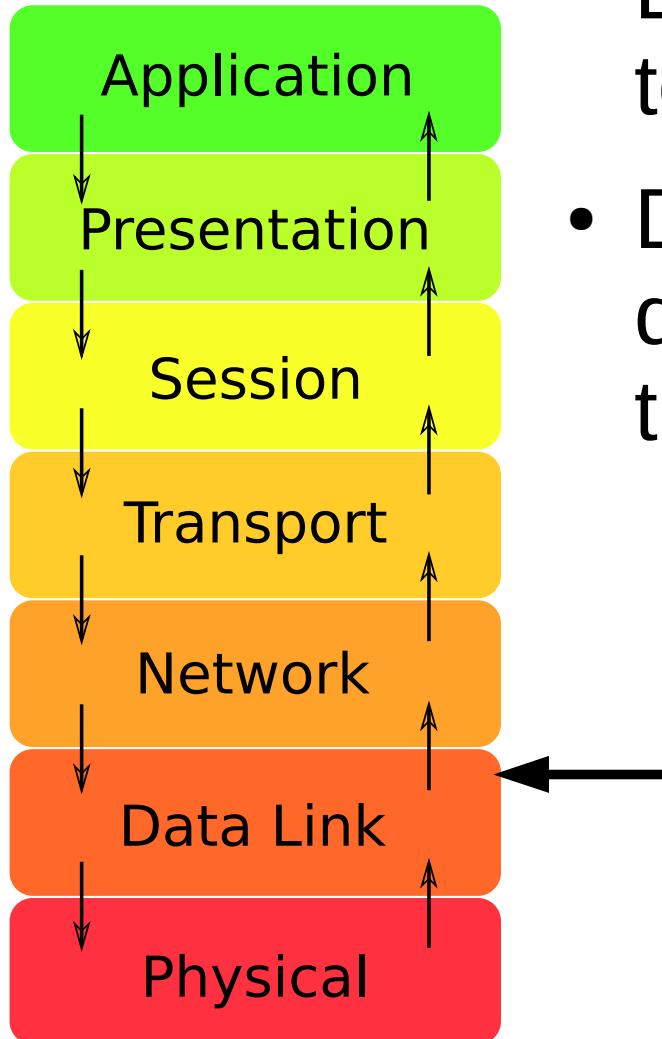 Application
Presentation
Session
Transport
Network
Data Link
Physical